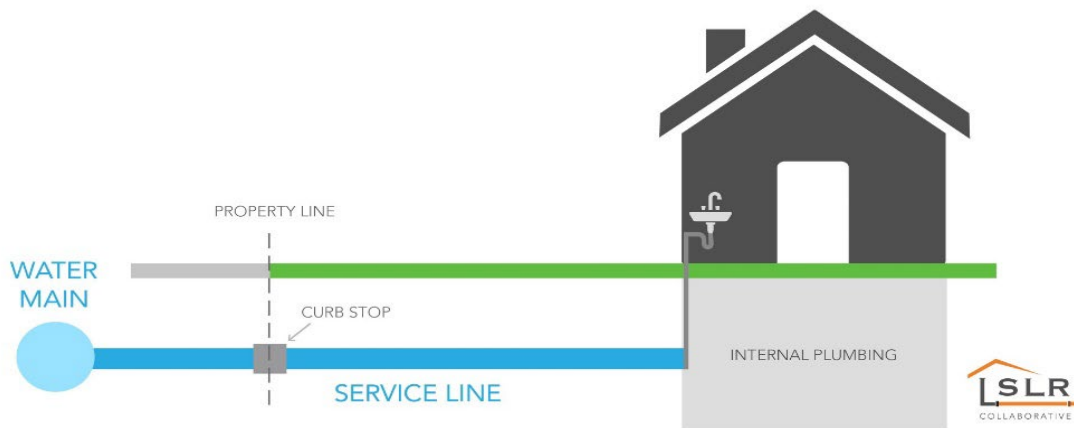 PROPERTY LINE
WATER
MAIN
CURB STOP
SERVICE LINE
INTERNAL PLUMBING
LSLR
COLLABORATIVE